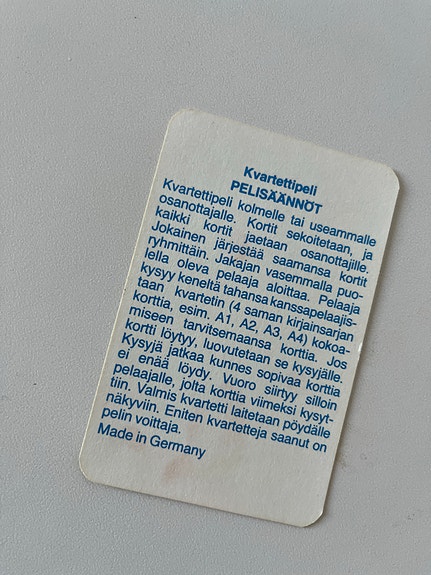 Kvartettipeli
PELISÄÄNNÖT
Kvartettipeli kolmelle tai useammalle
osanottajalle. Kortit sekoitetaan, ja
kaikki kortit jaetaan osanottajille.
Jokainen järjestää saamansa kortit
ryhmittäin. Jakajan vasemmalla puo-
lella oleva pelaaja aloittaa. Pelaaja
kysyy keneltä tahansa kanssapelaajis-
taan kvartetin (4 saman kirjainsarjan
korttia, esim. A1, A2, A3, A4) kokoa-
miseen tarvitsemaansa korttia. Jos
kortti löytyy, luovutetaan se kysyjälle.
Kysyjä jatkaa kunnes sopivaa korttia
ei enää löydy. Vuoro siirtyy silloin
pelaajalle, jolta korttia viimeksi kysyt-
tiin. Valmis kvartetti laitetaan pöydälle
näkyviin. Eniten kvartetteja saanut on
pelin voittaja.
Made in Germany